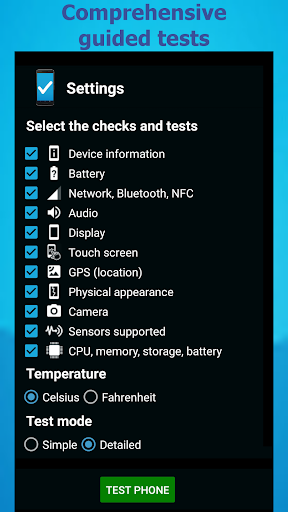 Comprehensive
guided tests
Settings
Select the checks and tests
Device information
Battery
Network, Bluetooth, NFC
Audio
Display
Touch screen
GPS (location)
Physical appearance
Camera
Sensors supported
CPU, memory, storage, battery
Temperature
Celsius Fahrenheit
Test mode
Simple Detailed
TEST PHONE